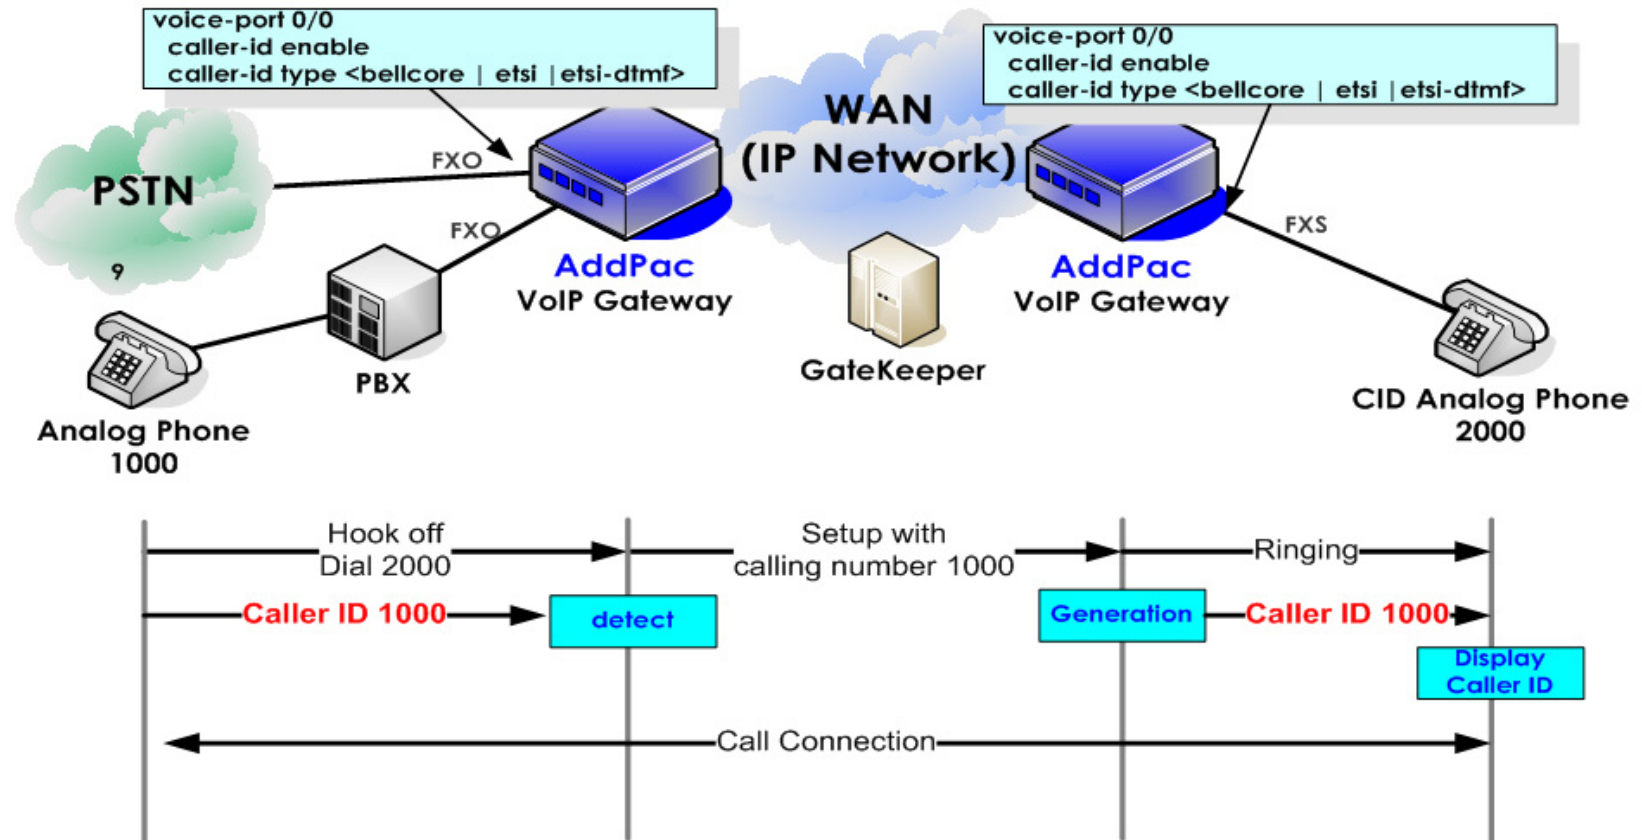 voice-port 0/0
caller-id enable
caller-id type <bellcore | etsi |etsi-dtmf>
voice-port 0/0
caller-id enable
caller-id type <bellcore | etsi |etsi-dtmf>
WAN
(IP Network)
PSTN
9
FXO
FXO
FXS
AddPac
VoIP Gateway
AddPac
VoIP Gateway
GateKeeper
PBX
Analog Phone
1000
CID Analog Phone
2000
Hook off
Dial 2000
Setup with
calling number 1000
Ringing
Caller ID 1000
detect
Generation
Caller ID 1000
Display
Caller ID
Call Connection